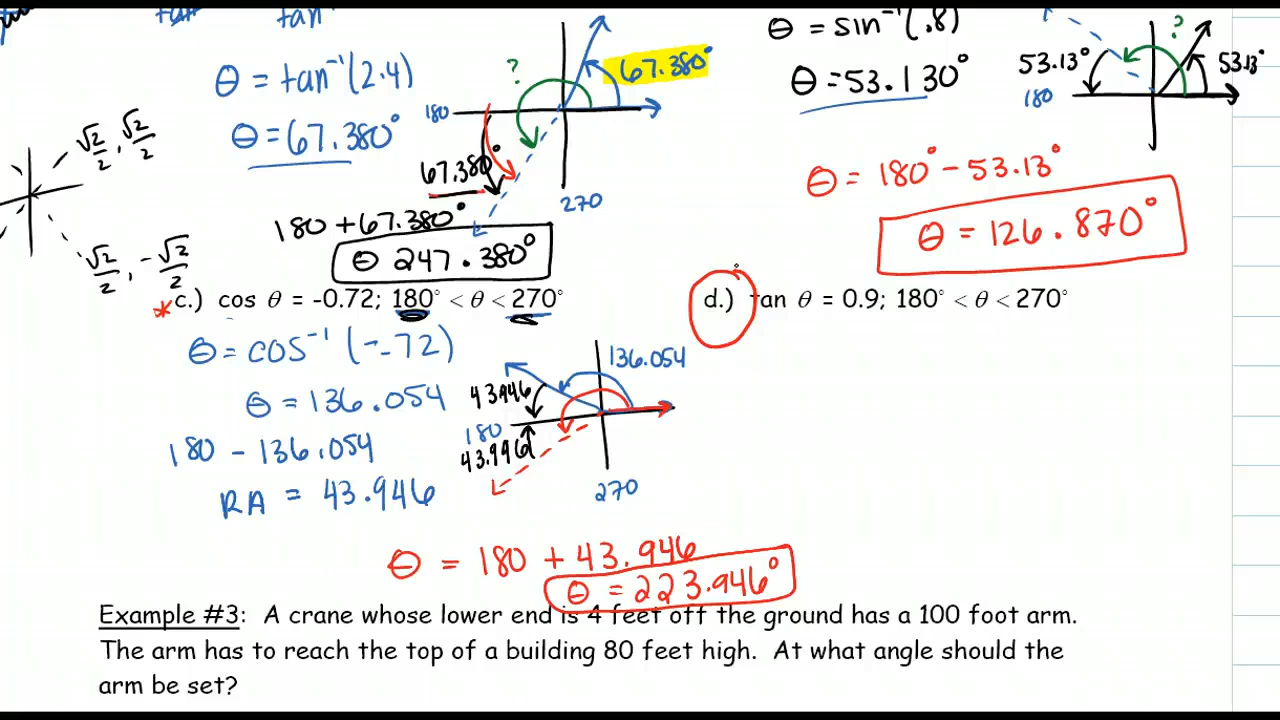 tan
θ = tan⁻¹(2.4)
θ = 67.380°
67.380°
?
180
67.380°
270
180 + 67.380°
θ 247.380°
√2/2, √2/2
√2/2, -√2/2
θ = sin⁻¹(.8)
θ = 53.130°
?
53.13°
53.13°
180
θ = 180° - 53.13°
θ = 126.870°
*c.) cos θ = -0.72; 180° < θ < 270°
θ = cos⁻¹(-.72)
θ = 136.054
180 - 136.054
RA = 43.946
136.054
43.946
180
43.946
270
θ = 180 + 43.946
θ = 223.946°
d.) tan θ = 0.9; 180° < θ < 270°
Example #3: A crane whose lower end is 4 feet off the ground has a 100 foot arm.
The arm has to reach the top of a building 80 feet high. At what angle should the
arm be set?